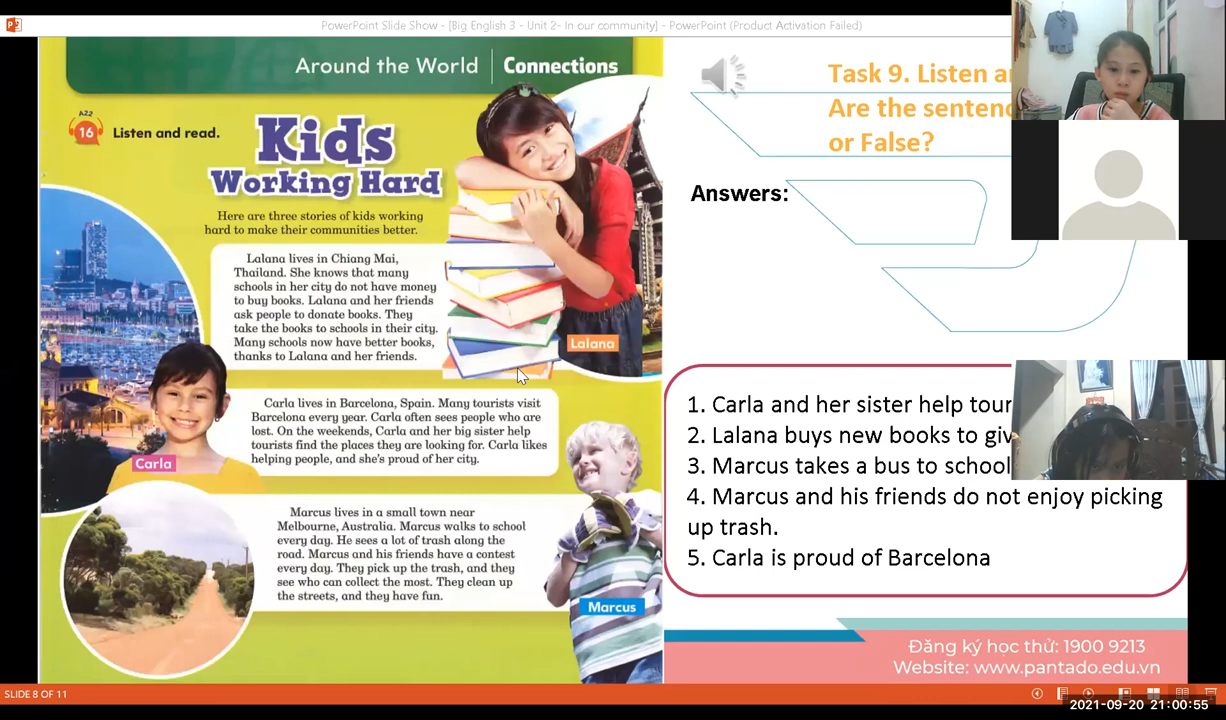 PowerPoint Slide Show - [Big English 3 - Unit 2- In our community] - PowerPoint (Product Activation Failed)
Around the World | Connections
A22
16
Listen and read.
Kids
Working Hard
Here are three stories of kids working
hard to make their communities better.
Lalana lives in Chiang Mai,
Thailand. She knows that many
schools in her city do not have money
to buy books. Lalana and her friends
ask people to donate books. They
take the books to schools in their city.
Many schools now have better books,
thanks to Lalana and her friends.
Lalana
Carla lives in Barcelona, Spain. Many tourists visit
Barcelona every year. Carla often sees people who are
lost. On the weekends, Carla and her big sister help
tourists find the places they are looking for. Carla likes
helping people, and she's proud of her city.
Carla
Marcus lives in a small town near
Melbourne, Australia. Marcus walks to school
every day. He sees a lot of trash along the
road. Marcus and his friends have a contest
every day. They pick up the trash, and they
see who can collect the most. They clean up
the streets, and they have fun.
Marcus
Task 9. Listen
Are the
or False?
Answers:
1. Carla and her sister help
2. Lalana buys new books to
3. Marcus takes a bus to school
4. Marcus and his friends do not enjoy picking
up trash.
5. Carla is proud of Barcelona
Đăng ký học thử: 1900 9213
Website: www.pantado.edu.vn
SLIDE 8 OF 11
2021-09-20 21:00:55